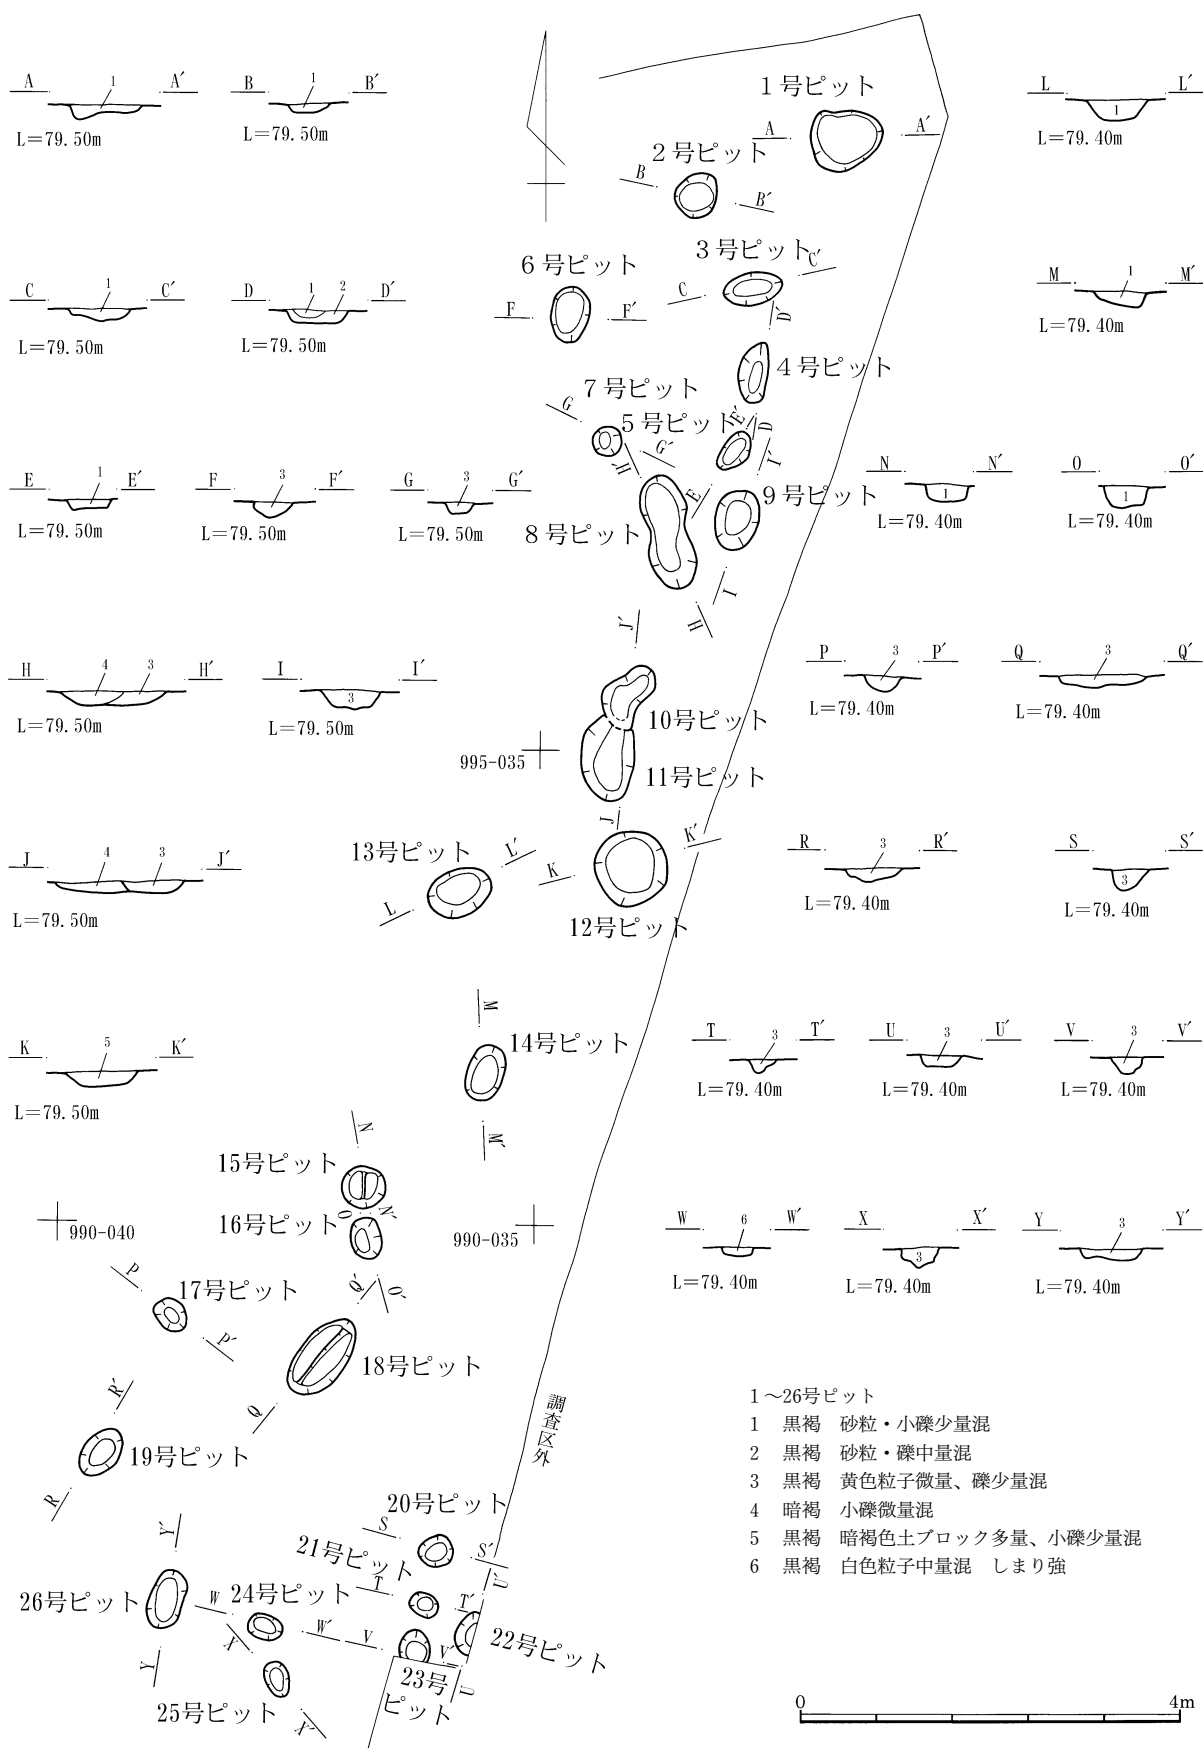 A 1 A′
L=79.50m
B 1 B′
L=79.50m
C 1 C′
L=79.50m
D 1 2 D′
L=79.50m
E 1 E′
L=79.50m
F 3 F′
L=79.50m
G 3 G′
L=79.50m
H 4 3 H′
L=79.50m
I 3 I′
L=79.50m
J 4 3 J′
L=79.50m
K 5 K′
L=79.50m
L 1 L′
L=79.40m
M 1 M′
L=79.40m
N 1 N′
L=79.40m
O 1 O′
L=79.40m
P 3 P′
L=79.40m
Q 3 Q′
L=79.40m
R 3 R′
L=79.40m
S 3 S′
L=79.40m
T 3 T′
L=79.40m
U 3 U′
L=79.40m
V 3 V′
L=79.40m
W 6 W′
L=79.40m
X 3 X′
L=79.40m
Y 3 Y′
L=79.40m
1号ピット
A A′
2号ピット
B B′
3号ピット
C C′
6号ピット
F F′
D′
4号ピット
D
7号ピット
G G′
5号ピット
E′
E
I′
9号ピット
I
H′
8号ピット
H
J′
10号ピット
995-035
11号ピット
J
K K′
12号ピット
13号ピット
L L′
M
14号ピット
M′
N
15号ピット
N′
O
16号ピット
O′
990-040
990-035
P
17号ピット
P′
Q′
18号ピット
Q
R′
19号ピット
R
調査区外
20号ピット
S S′
21号ピット
T T′
U′
22号ピット
U
V V′
23号
ピット
24号ピット
W W′
X
25号ピット
X′
Y′
26号ピット
Y
1～26号ピット
1 黒褐 砂粒・小礫少量混
2 黒褐 砂粒・礫中量混
3 黒褐 黄色粒子微量、礫少量混
4 暗褐 小礫微量混
5 黒褐 暗褐色土ブロック多量、小礫少量混
6 黒褐 白色粒子中量混 しまり強
0 4m